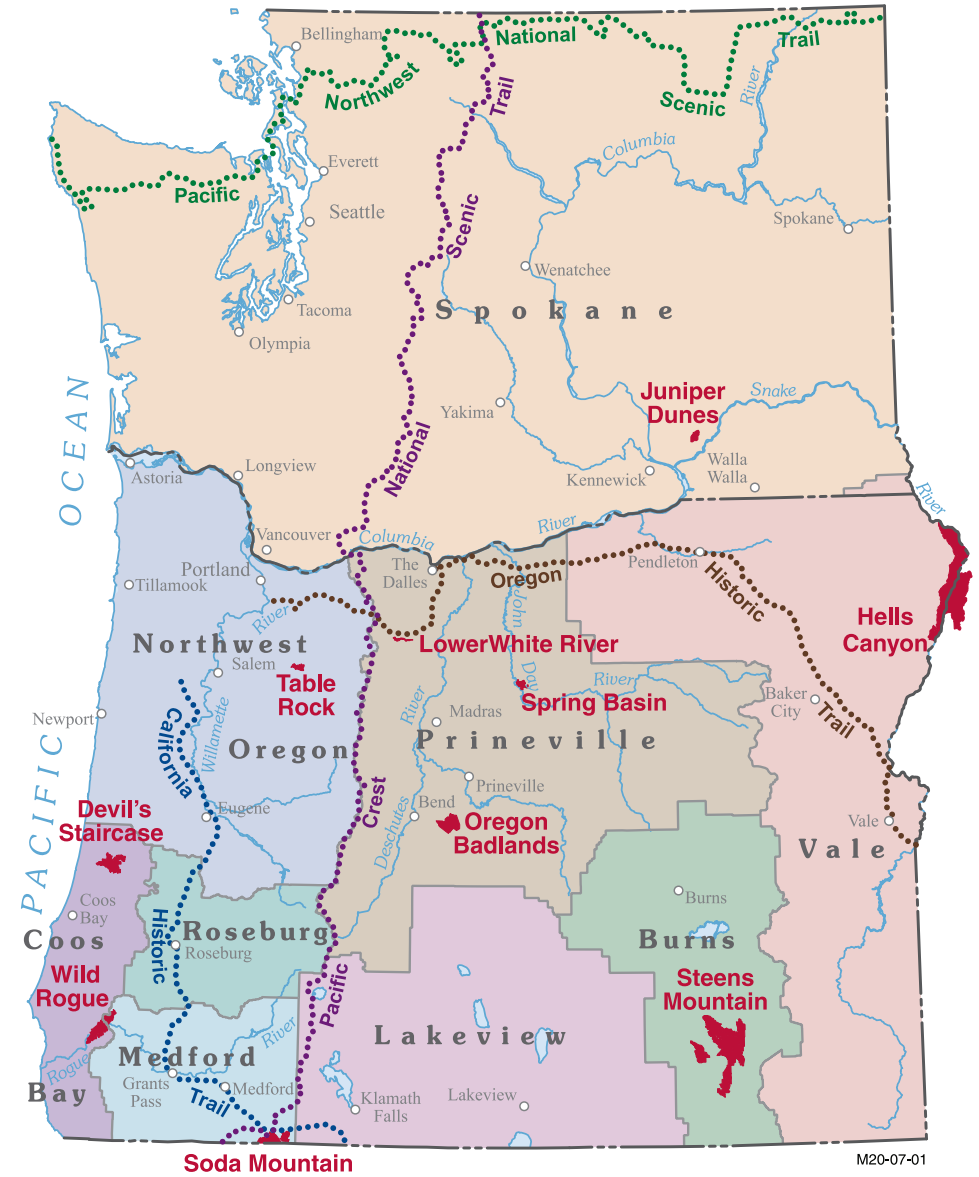 Bellingham
National
Trail
Northwest
Trail
Scenic
River
Columbia
Everett
Pacific
Seattle
Scenic
Spokane
Wenatchee
Tacoma
Spokane
Olympia
Juniper
Dunes
Snake
Yakima
OCEAN
National
Longview
Walla
Walla
Kennewick
Astoria
River
Vancouver
Columbia
River
The
Dalles
Oregon
Pendleton
Historic
Portland
Tillamook
River
John
Day
Hells
Canyon
Northwest
LowerWhite River
Salem
Table
Rock
River
Spring Basin
Baker
City
Trail
Newport
California
Willamette
River
Madras
Oregon
Prineville
Prineville
Crest
Devil's
Staircase
Eugene
Deschutes
Bend
Oregon
Badlands
Vale
Vale
PACIFIC
Coos
Bay
Historic
Roseburg
Roseburg
Burns
Burns
Coos
Wild
Rogue
Pacific
Steens
Mountain
River
Lakeview
Rogue
Medford
Grants
Pass
Medford
Trail
Bay
Klamath
Falls
Lakeview
Soda Mountain
M20-07-01